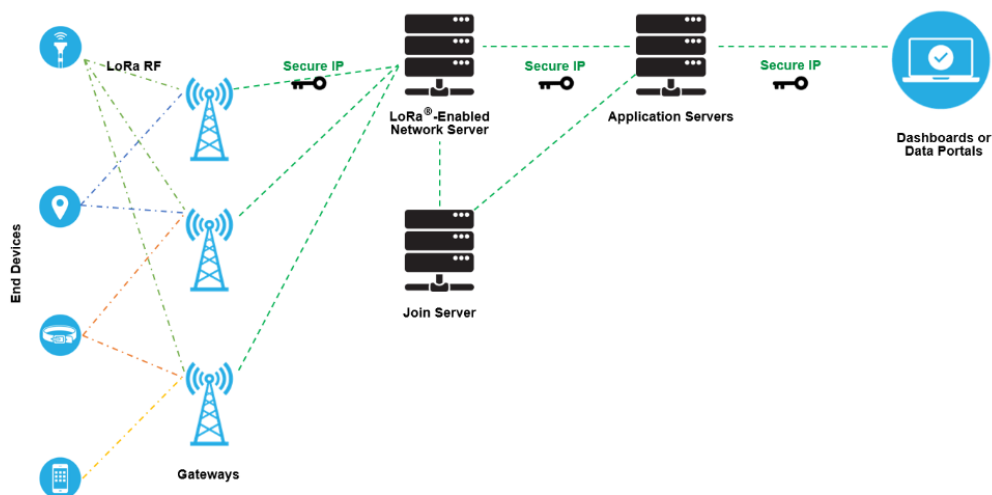 LoRa RF
Secure IP
Secure IP
Secure IP
LoRa®-Enabled
Network Server
Application Servers
Dashboards or
Data Portals
End Devices
Join Server
Gateways